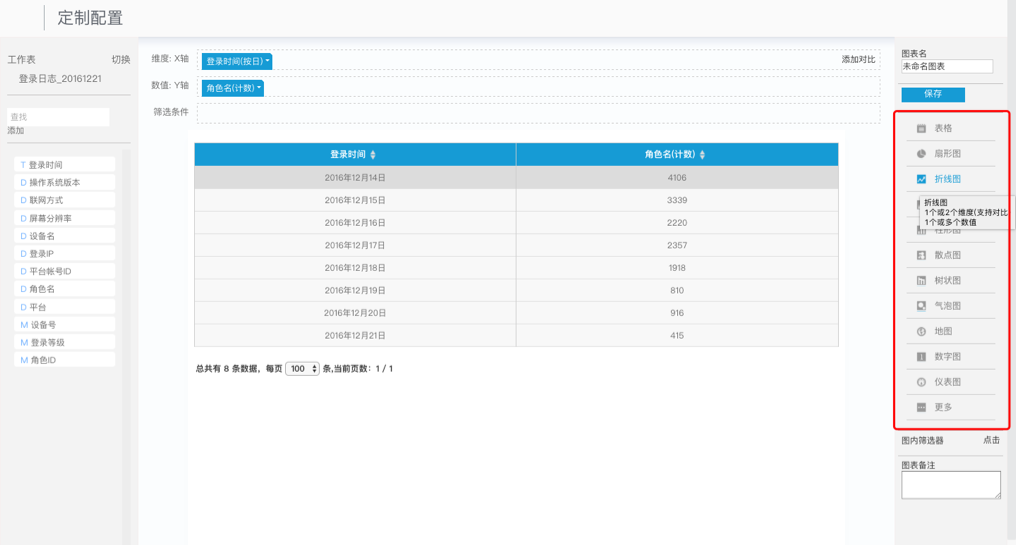 定制配置
工作表 切换
登录日志_20161221
查找
添加
T 登录时间
D 操作系统版本
D 联网方式
D 屏幕分辨率
D 设备名
D 登录IP
D 平台帐号ID
D 角色名
D 平台
M 设备号
M 登录等级
M 角色ID
维度: X轴 登录时间(按日) 添加对比
数值: Y轴 角色名(计数)
筛选条件
登录时间 角色名(计数)
2016年12月14日 4106
2016年12月15日 3339
2016年12月16日 2220
2016年12月17日 2357
2016年12月18日 1918
2016年12月19日 810
2016年12月20日 916
2016年12月21日 415
总共有 8 条数据，每页 100 条,当前页数：1 / 1
图表名
未命名图表
保存
表格
扇形图
折线图
折线图
1个或2个维度(支持对比
1个或多个数值
柱形图
散点图
树状图
气泡图
地图
数字图
仪表图
更多
图内筛选器 点击
图表备注